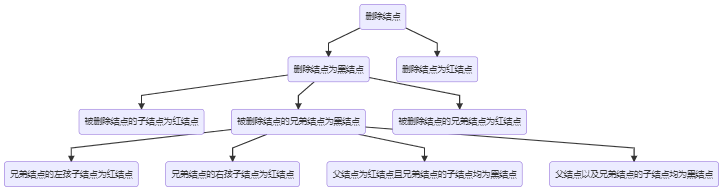 删除结点
删除结点为黑结点
删除结点为红结点
被删除结点的子结点为红结点
被删除结点的兄弟结点为黑结点
被删除结点的兄弟结点为红结点
兄弟结点的左孩子结点为红结点
兄弟结点的右孩子结点为红结点
父结点为红结点且兄弟结点的子结点均为黑结点
父结点以及兄弟结点的子结点均为黑结点